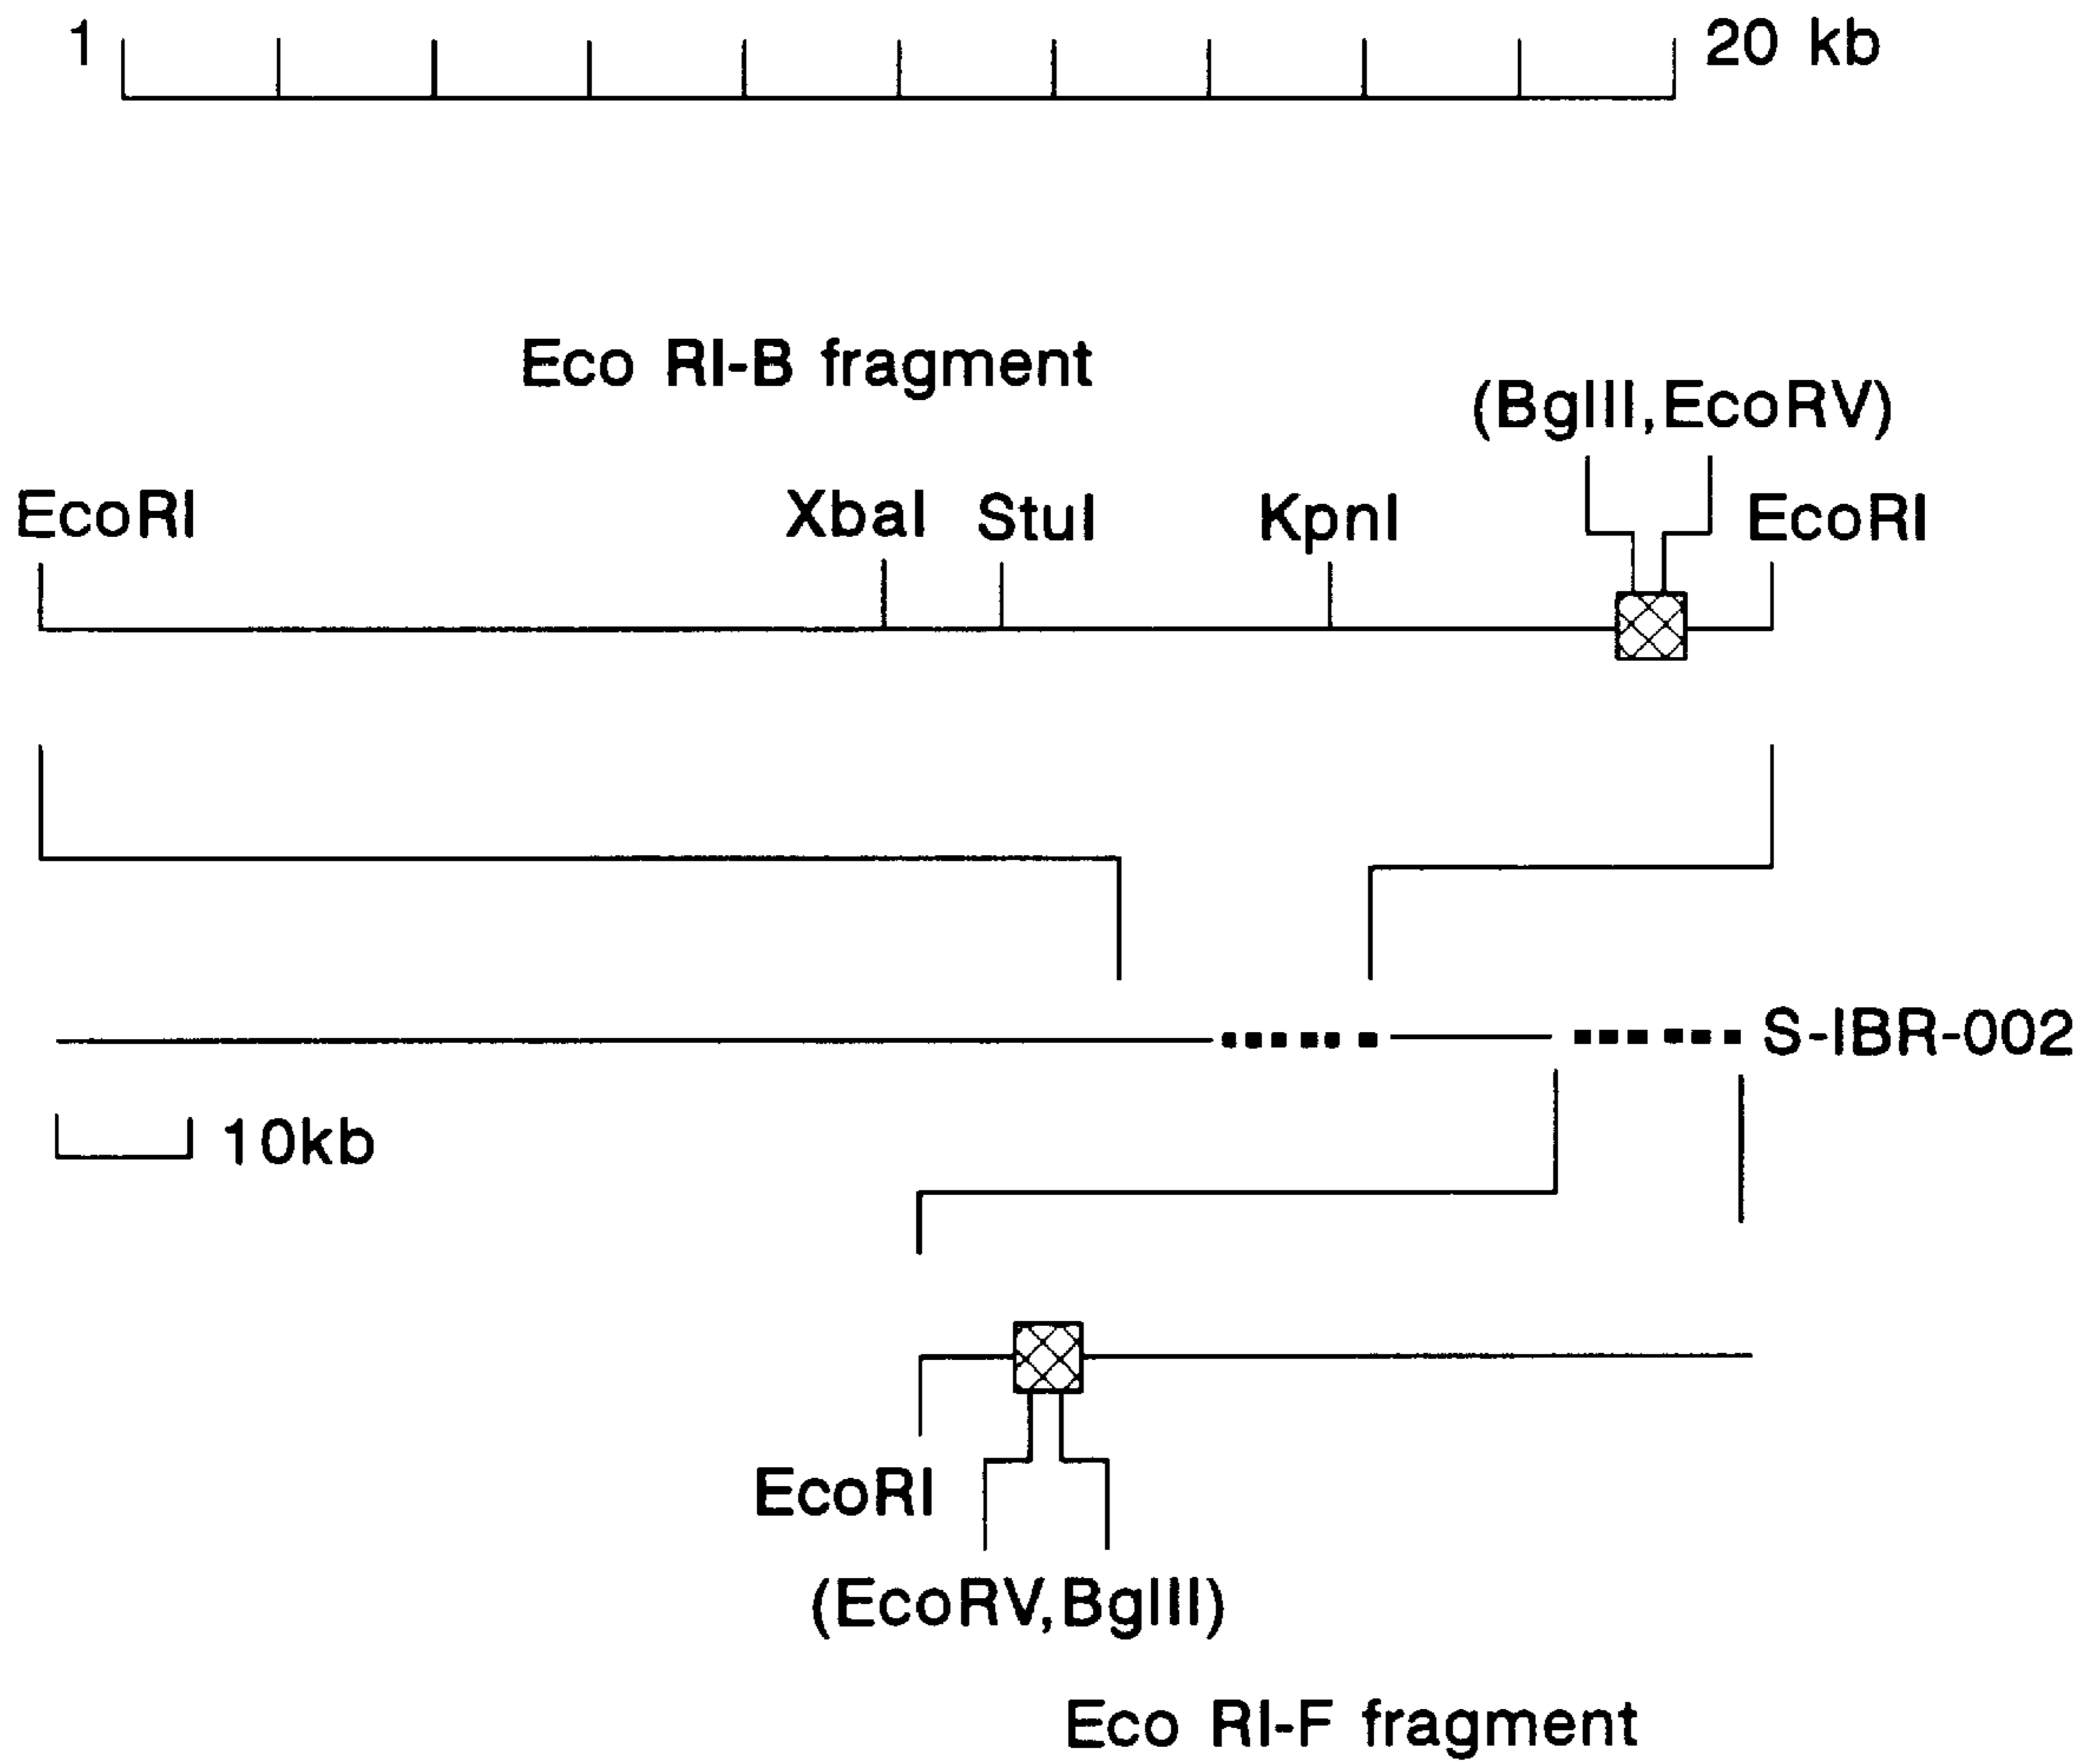 1 20 kb
Eco RI-B fragment
(BglII,EcoRV)
EcoRI XbaI StuI KpnI EcoRI
S-IBR-002
10kb
EcoRI
(EcoRV,BglII)
Eco RI-F fragment